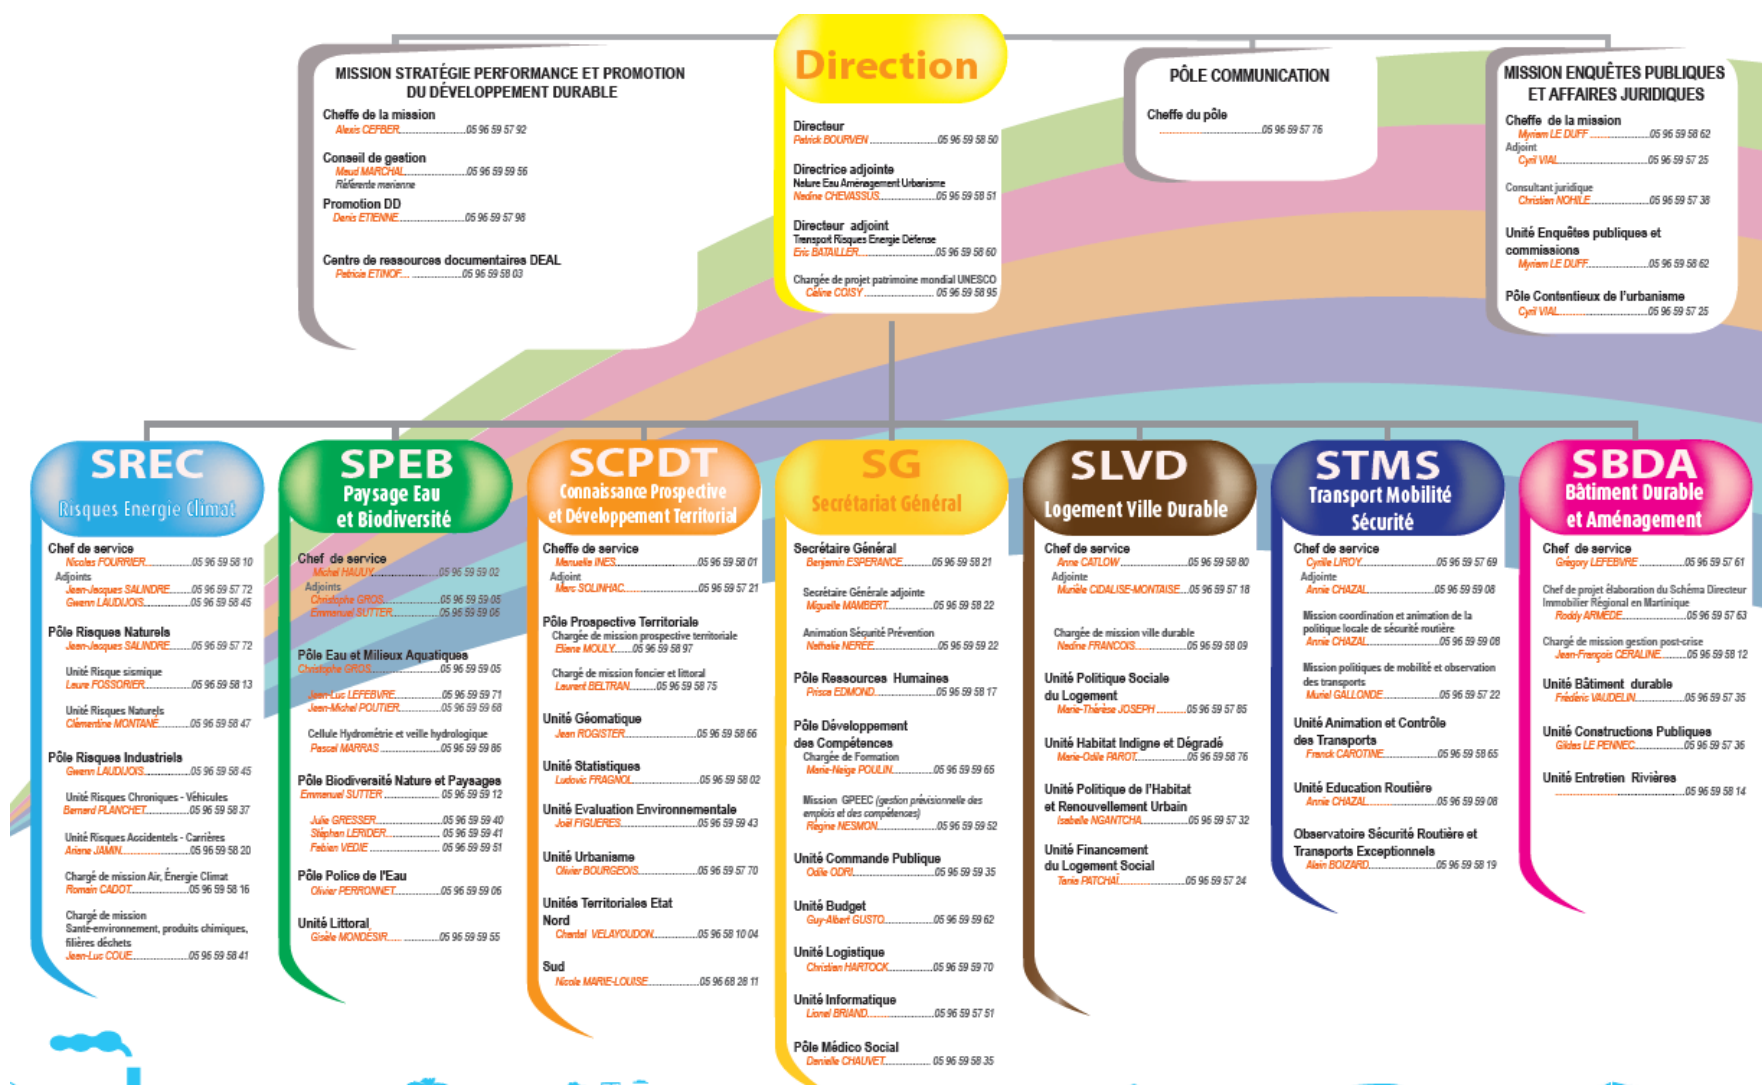 Direction
Directeur
Patrick BOURVEN 05 96 59 58 50
Directrice adjointe
Nature Eau Aménagement Urbanisme
Nadine CHEVASSUS 05 96 59 58 51
Directeur adjoint
Transport Risques Energie Défense
Eric BATAILLER 05 96 59 58 60
Chargée de projet patrimoine mondial UNESCO
Céline COISY 05 96 59 58 95
MISSION STRATÉGIE PERFORMANCE ET PROMOTION
DU DÉVELOPPEMENT DURABLE
Cheffe de la mission
Alexis CEFBER 05 96 59 57 92
Conseil de gestion
Maud MARCHAL 05 96 59 59 56
Référente marianne
Promotion DD
Denis ETIENNE 05 96 59 57 98
Centre de ressources documentaires DEAL
Patricia ETINOF 05 96 59 58 03
PÔLE COMMUNICATION
Cheffe du pôle
05 96 59 57 76
MISSION ENQUÊTES PUBLIQUES
ET AFFAIRES JURIDIQUES
Cheffe de la mission
Myriam LE DUFF 05 96 59 58 62
Adjoint
Cyril VIAL 05 96 59 57 25
Consultant juridique
Christian NOHILE 05 96 59 57 38
Unité Enquêtes publiques et
commissions
Myriam LE DUFF 05 96 59 58 62
Pôle Contentieux de l'urbanisme
Cyril VIAL 05 96 59 57 25
SREC
Risques Energie Climat
Chef de service
Nicolas FOURRIER 05 96 59 58 10
Adjoints
Jean-Jacques SALINDRE 05 96 59 57 72
Gwenn LAUDIJOIS 05 96 59 58 45
Pôle Risques Naturels
Jean-Jacques SALINDRE 05 96 59 57 72
Unité Risque sismique
Laure FOSSORIER 05 96 59 58 13
Unité Risques Naturels
Clémentine MONTANÉ 05 96 59 58 47
Pôle Risques Industriels
Gwenn LAUDIJOIS 05 96 59 58 45
Unité Risques Chroniques - Véhicules
Bernard PLANCHET 05 96 59 58 37
Unité Risques Accidentels - Carrières
Ariane JAMIN 05 96 59 58 20
Chargé de mission Air, Énergie Climat
Romain CADOT 05 96 59 58 16
Chargé de mission
Santé-environnement, produits chimiques,
filières déchets
Jean-Luc COUE 05 96 59 58 41
SPEB
Paysage Eau
et Biodiversité
Chef de service
Michel HAUUY 05 96 59 59 02
Adjoints
Christophe GROS 05 96 59 59 05
Emmanuel SUTTER 05 96 59 59 06
Pôle Eau et Milieux Aquatiques
Christophe GROS 05 96 59 59 05
Jean-Luc LEFEBVRE 05 96 59 59 71
Jean-Michel POUTIER 05 96 59 59 68
Cellule Hydrométrie et veille hydrologique
Pascal MARRAS 05 96 59 59 86
Pôle Biodiversité Nature et Paysages
Emmanuel SUTTER 05 96 59 59 12
Julie GRESSER 05 96 59 59 40
Stéphan LERIDER 05 96 59 59 41
Fabien VEDIE 05 96 59 59 51
Pôle Police de l'Eau
Olivier PERRONNET 05 96 59 59 06
Unité Littoral
Gisèle MONDÉSIR 05 96 59 59 55
SCPDT
Connaissance Prospective
et Développement Territorial
Cheffe de service
Manuelle INES 05 96 59 58 01
Adjoint
Marc SOLINHAC 05 96 59 57 21
Pôle Prospective Territoriale
Chargée de mission prospective territoriale
Eliane MOULY 05 96 59 58 97
Chargé de mission foncier et littoral
Laurent BELTRAN 05 96 59 58 75
Unité Géomatique
Jean ROGISTER 05 96 59 58 66
Unité Statistiques
Ludovic FRAGNOL 05 96 59 58 02
Unité Evaluation Environnementale
Joël FIGUERES 05 96 59 59 43
Unité Urbanisme
Olivier BOURGEOIS 05 96 59 57 70
Unités Territoriales Etat
Nord
Chantal VELAYOUDON 05 96 58 10 04
Sud
Nicole MARIE-LOUISE 05 96 68 28 11
SG
Secrétariat Général
Secrétaire Général
Benjamin ESPERANCE 05 96 59 58 21
Secrétaire Générale adjointe
Miguelle MAMBERT 05 96 59 58 22
Animation Sécurité Prévention
Nathalie NEREE 05 96 59 59 22
Pôle Ressources Humaines
Prisca EDMOND 05 96 59 58 17
Pôle Développement
des Compétences
Chargée de Formation
Marie-Neige POULIN 05 96 59 59 65
Mission GPEEC (gestion prévisionnelle des
emplois et des compétences)
Régine NESMON 05 96 59 59 52
Unité Commande Publique
Odile ODRI 05 96 59 59 35
Unité Budget
Guy-Albert GUSTO 05 96 59 59 62
Unité Logistique
Christian HARTOCK 05 96 59 59 70
Unité Informatique
Lionel BRIAND 05 96 59 57 51
Pôle Médico Social
Danielle CHAUVET 05 96 59 58 35
SLVD
Logement Ville Durable
Chef de service
Anne CATLOW 05 96 59 58 80
Adjointe
Murièle CIDALISE-MONTAISE 05 96 59 57 18
Chargée de mission ville durable
Nadine FRANCOIS 05 96 59 58 09
Unité Politique Sociale
du Logement
Marie-Thérèse JOSEPH 05 96 59 57 85
Unité Habitat Indigne et Dégradé
Marie-Odile PAROT 05 96 59 58 76
Unité Politique de l'Habitat
et Renouvellement Urbain
Isabelle NGANTCHA 05 96 59 57 32
Unité Financement
du Logement Social
Tania PATCHAÏ 05 96 59 57 24
STMS
Transport Mobilité
Sécurité
Chef de service
Cyrille LIROY 05 96 59 57 69
Adjointe
Annie CHAZAL 05 96 59 59 08
Mission coordination et animation de la
politique locale de sécurité routière
Annie CHAZAL 05 96 59 59 08
Mission politiques de mobilité et observation
des transports
Muriel GALLONDE 05 96 59 57 22
Unité Animation et Contrôle
des Transports
Franck CAROTINE 05 96 59 58 65
Unité Education Routière
Annie CHAZAL 05 96 59 59 08
Observatoire Sécurité Routière et
Transports Exceptionnels
Alain BOIZARD 05 96 59 58 19
SBDA
Bâtiment Durable
et Aménagement
Chef de service
Grégory LEFEBVRE 05 96 59 57 61
Chef de projet élaboration du Schéma Directeur
Immobilier Régional en Martinique
Roddy ARMEDE 05 96 59 57 63
Chargé de mission gestion post-crise
Jean-François CERALINE 05 96 59 58 12
Unité Bâtiment durable
Frédéric VAUDELIN 05 96 59 57 35
Unité Constructions Publiques
Gildas LE PENNEC 05 96 59 57 36
Unité Entretien Rivières
05 96 59 58 14